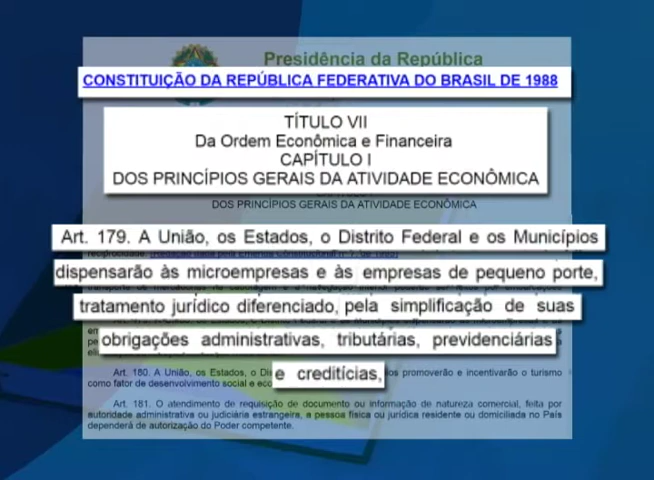 Presidência da República
CONSTITUIÇÃO DA REPÚBLICA FEDERATIVA DO BRASIL DE 1988
TÍTULO VII
Da Ordem Econômica e Financeira
CAPÍTULO I
DOS PRINCÍPIOS GERAIS DA ATIVIDADE ECONÔMICA
DOS PRINCÍPIOS GERAIS DA ATIVIDADE ECONÔMICA
Art. 179. A União, os Estados, o Distrito Federal e os Municípios
dispensarão às microempresas e às empresas de pequeno porte,
tratamento jurídico diferenciado, pela simplificação de suas
obrigações administrativas, tributárias, previdenciárias
e creditícias,
Art. 180. A União, os Estados, o promoverão e incentivarão o turismo
como fator de desenvolvimento social e
Art. 181. O atendimento de requisição de documento ou informação de natureza comercial, feita por
autoridade administrativa ou judiciária estrangeira, a pessoa física ou jurídica residente ou domiciliada no País
dependerá de autorização do Poder competente.